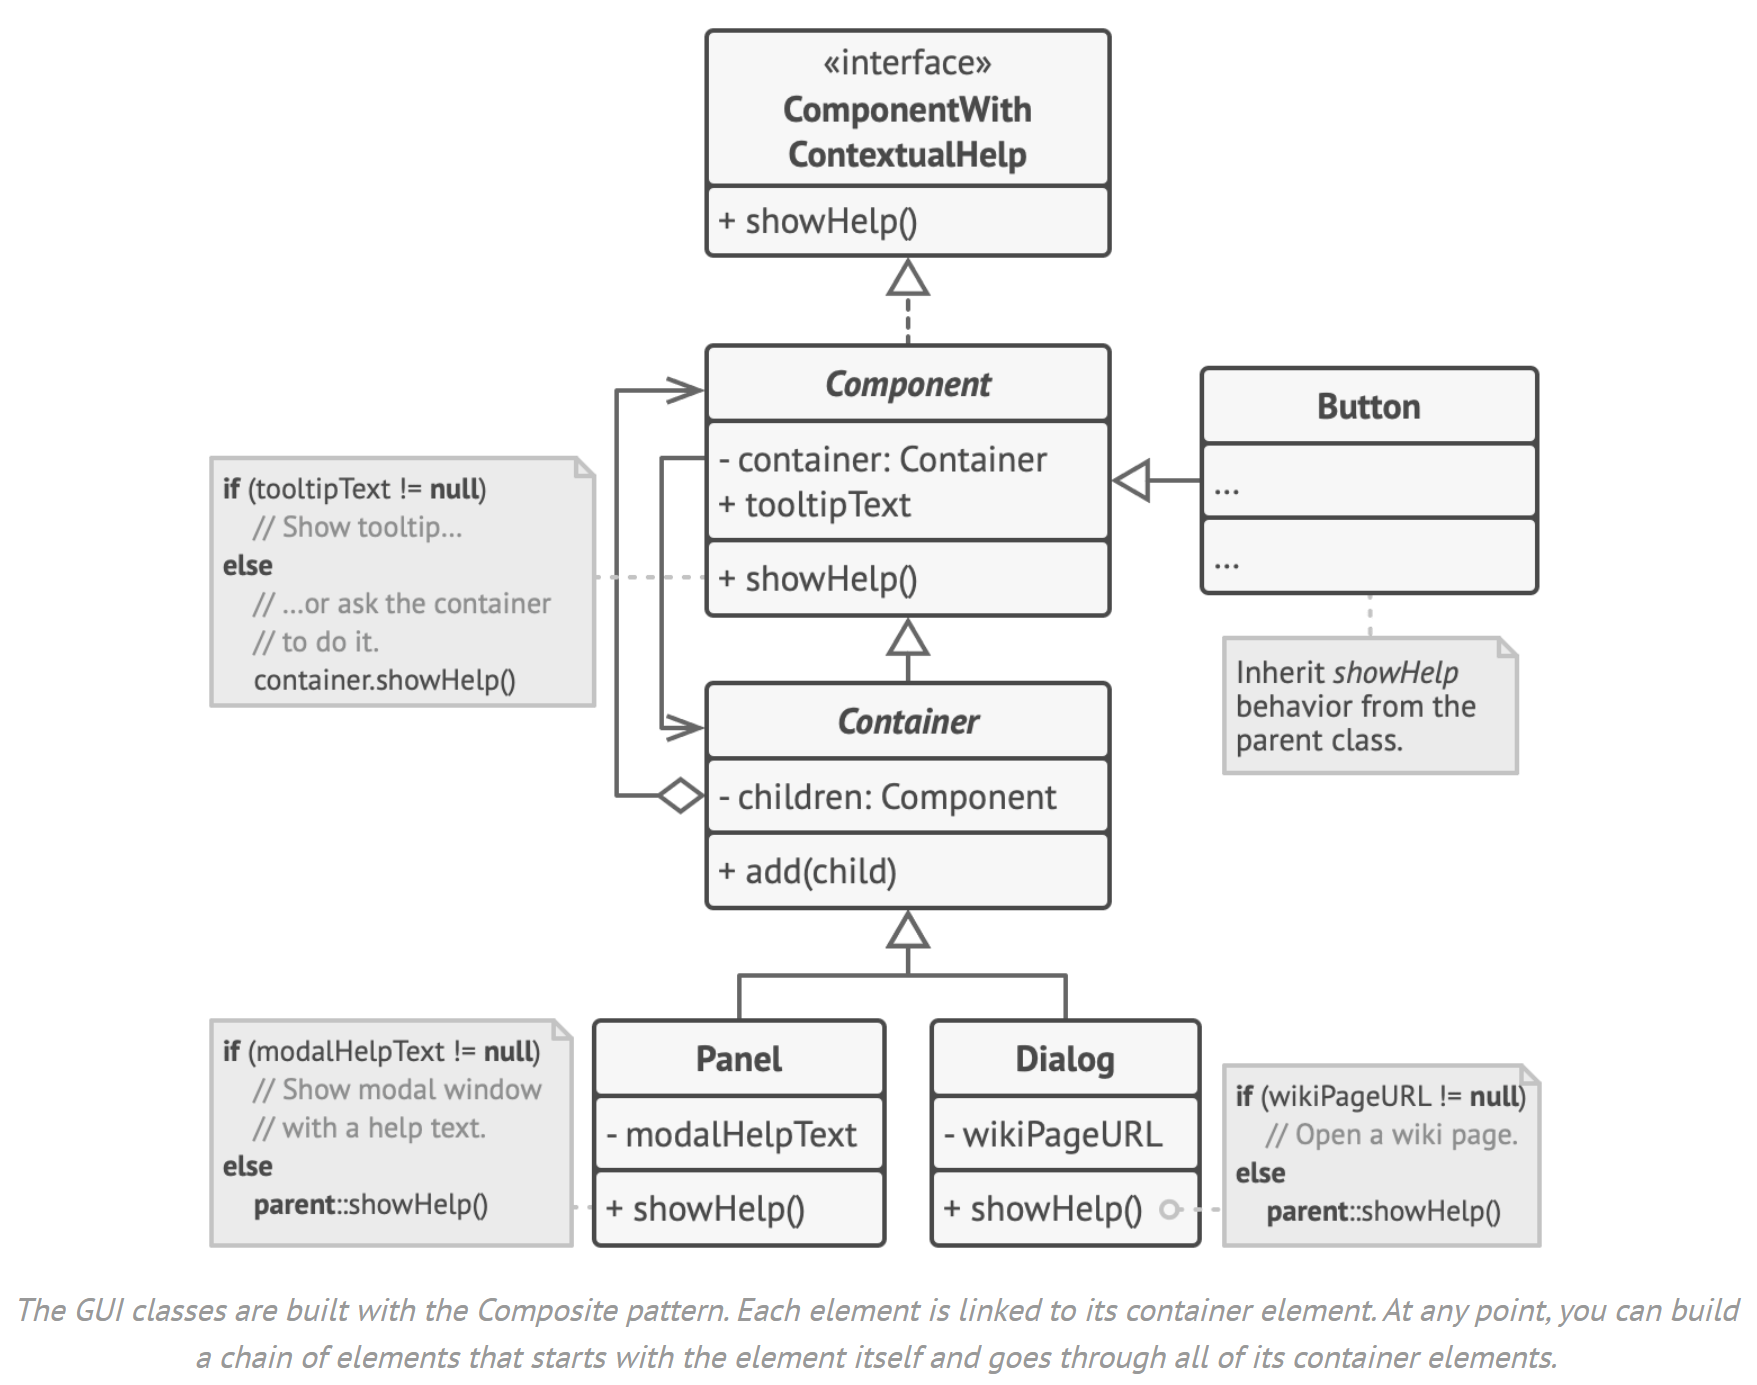 «interface»
ComponentWith
ContextualHelp
+ showHelp()
Component
- container: Container
+ tooltipText
+ showHelp()
Button
...
...
if (tooltipText != null)
// Show tooltip...
else
// ...or ask the container
// to do it.
container.showHelp()
Inherit showHelp
behavior from the
parent class.
Container
- children: Component
+ add(child)
if (modalHelpText != null)
// Show modal window
// with a help text.
else
parent::showHelp()
Panel
- modalHelpText
+ showHelp()
Dialog
- wikiPageURL
+ showHelp()
if (wikiPageURL != null)
// Open a wiki page.
else
parent::showHelp()
The GUI classes are built with the Composite pattern. Each element is linked to its container element. At any point, you can build
a chain of elements that starts with the element itself and goes through all of its container elements.